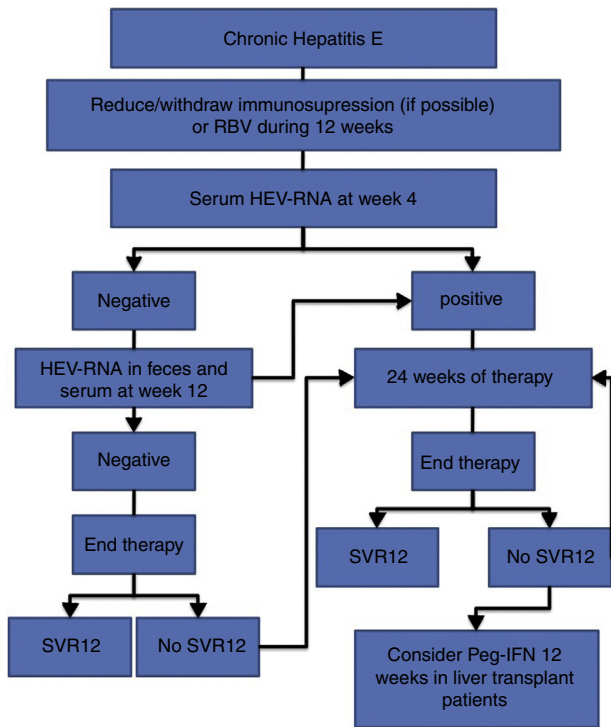 Chronic Hepatitis E
Reduce/withdraw immunosupression (if possible)
or RBV during 12 weeks
Serum HEV-RNA at week 4
Negative
positive
HEV-RNA in feces and
serum at week 12
24 weeks of therapy
Negative
End therapy
End therapy
SVR12
No SVR12
SVR12
No SVR12
Consider Peg-IFN 12
weeks in liver transplant
patients